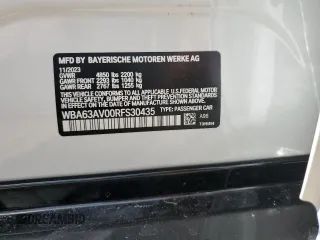 MFD. BY BAYERISCHE MOTOREN WERKE AG
11/2023
GVWR 4850 lbs 2200 kg
GAWR FRONT 2293 lbs 1040 kg
GAWR REAR 2767 lbs 1255 kg
THIS VEHICLE CONFORMS TO ALL APPLICABLE U.S. FEDERAL MOTOR
VEHICLE SAFETY, BUMPER, AND THEFT PREVENTION STANDARDS
IN EFFECT ON THE DATE OF MANUFACTURE SHOWN ABOVE.
WBA63AV00RFS30435
TYPE: PASSENGER CAR
A90
DREAMBID